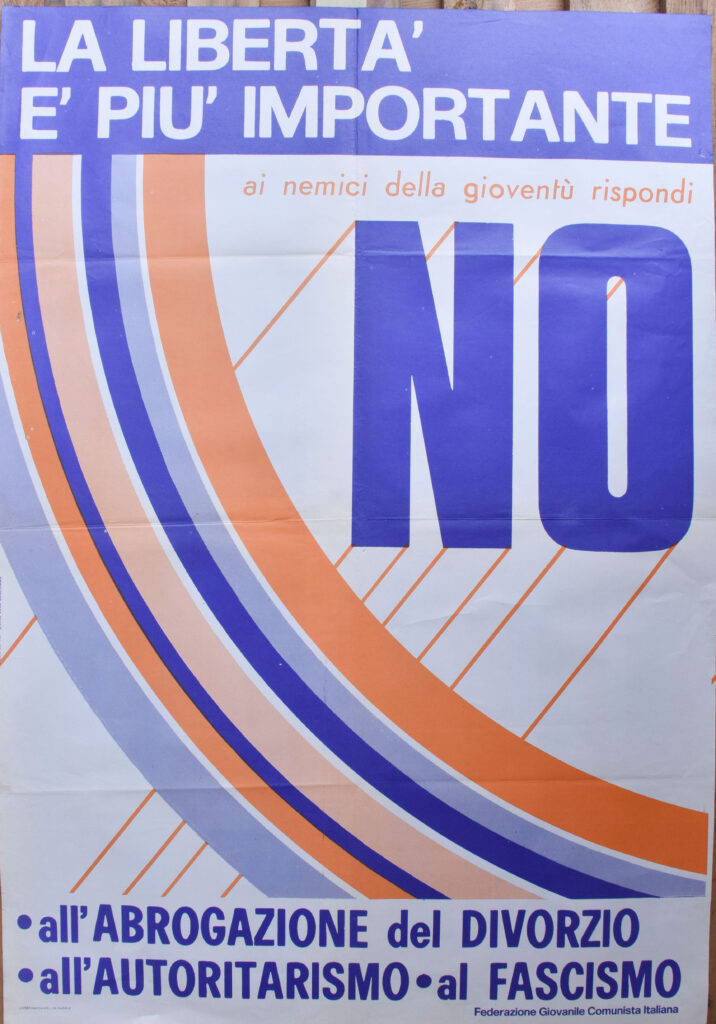 LA LIBERTA'
E' PIU' IMPORTANTE
ai nemici della gioventù rispondi
NO
• all'ABROGAZIONE del DIVORZIO
• all'AUTORITARISMO • al FASCISMO
Federazione Giovanile Comunista Italiana